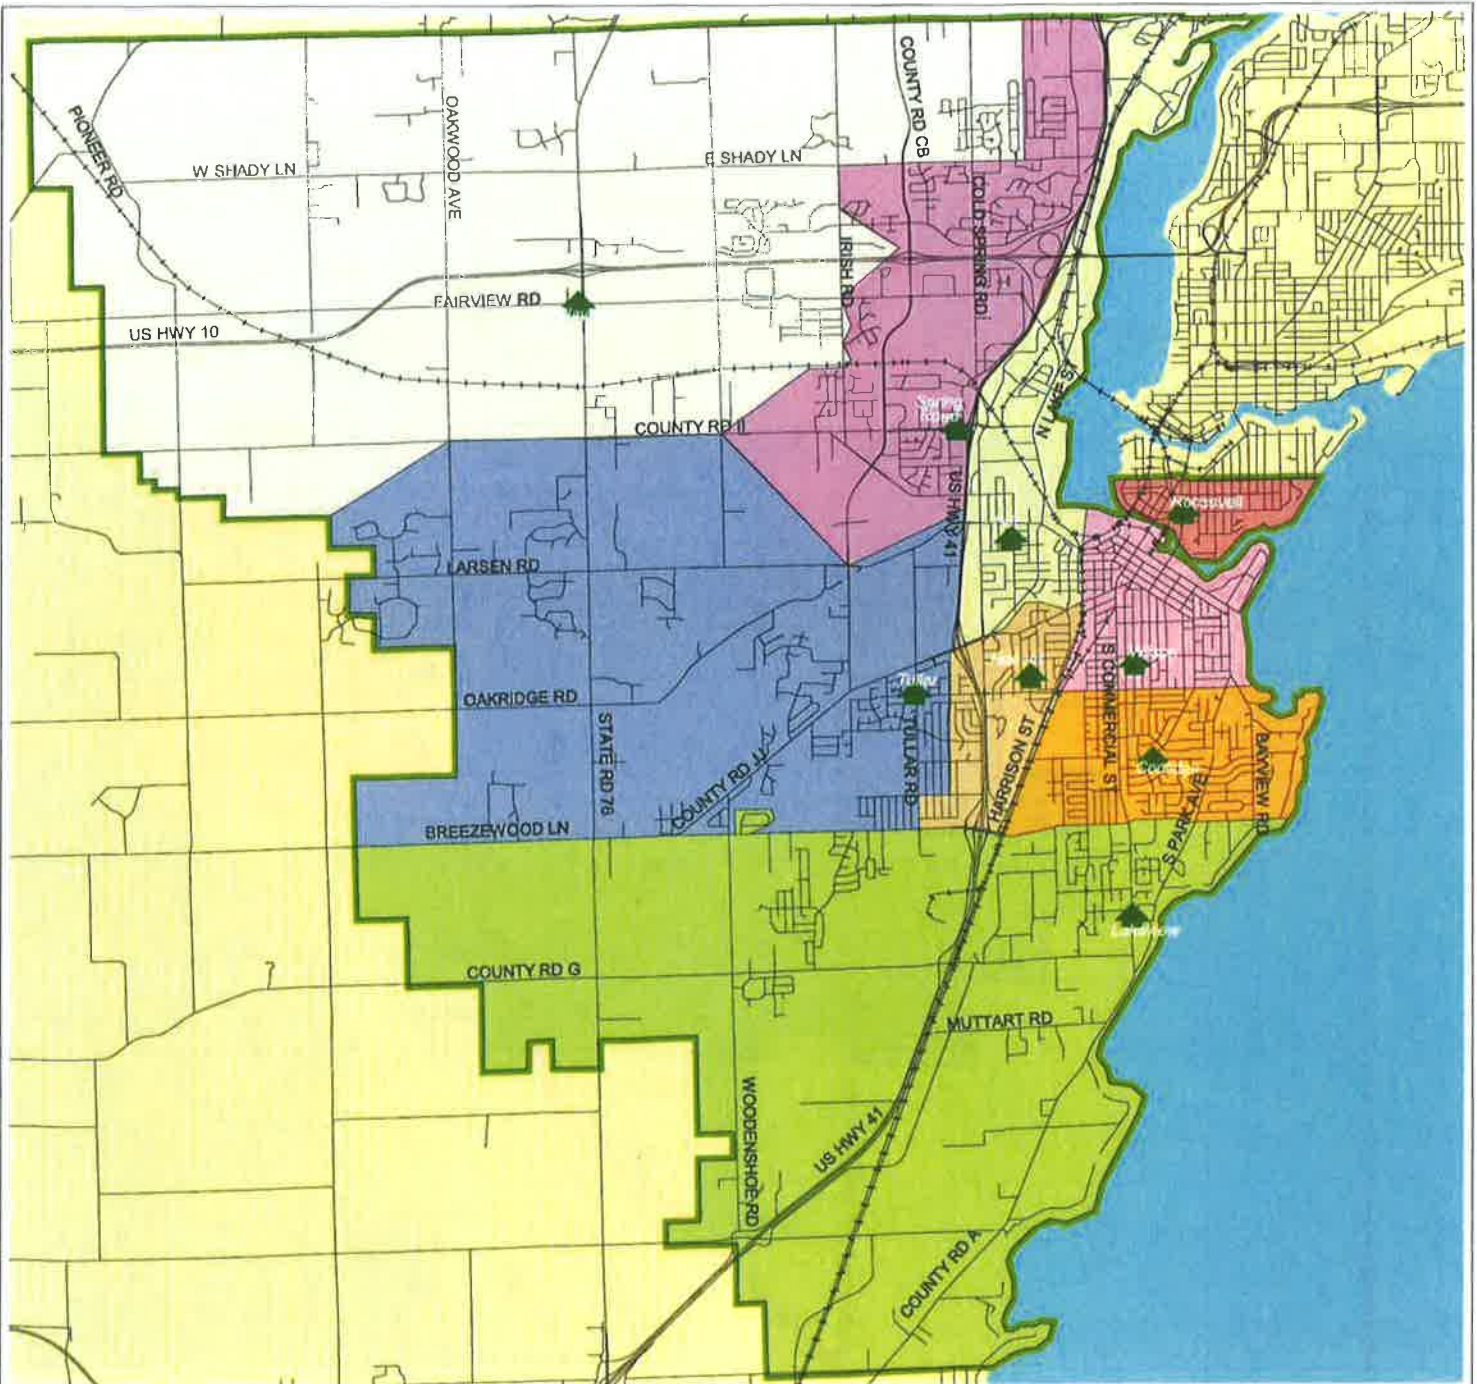 COUNTY RD CB
PIONEER RD
OAKWOOD AVE
W SHADY LN
E SHADY LN
COLD SPRING RD
IRISH RD
FAIRVIEW RD
US HWY 10
N LAKE ST
Spring
Road
COUNTY RD II
US HWY 41
Roosevelt
LARSEN RD
S COMMERCIAL ST
Tullar
OAKRIDGE RD
STATE RD 76
COUNTY RD JJ
TULLAR RD
HARRISON ST
BAYVIEW RD
S PARK AVE
BREEZEWOOD LN
Lakeview
COUNTY RD G
MUTTART RD
WOODENSHOE RD
US HWY 41
COUNTY RD A